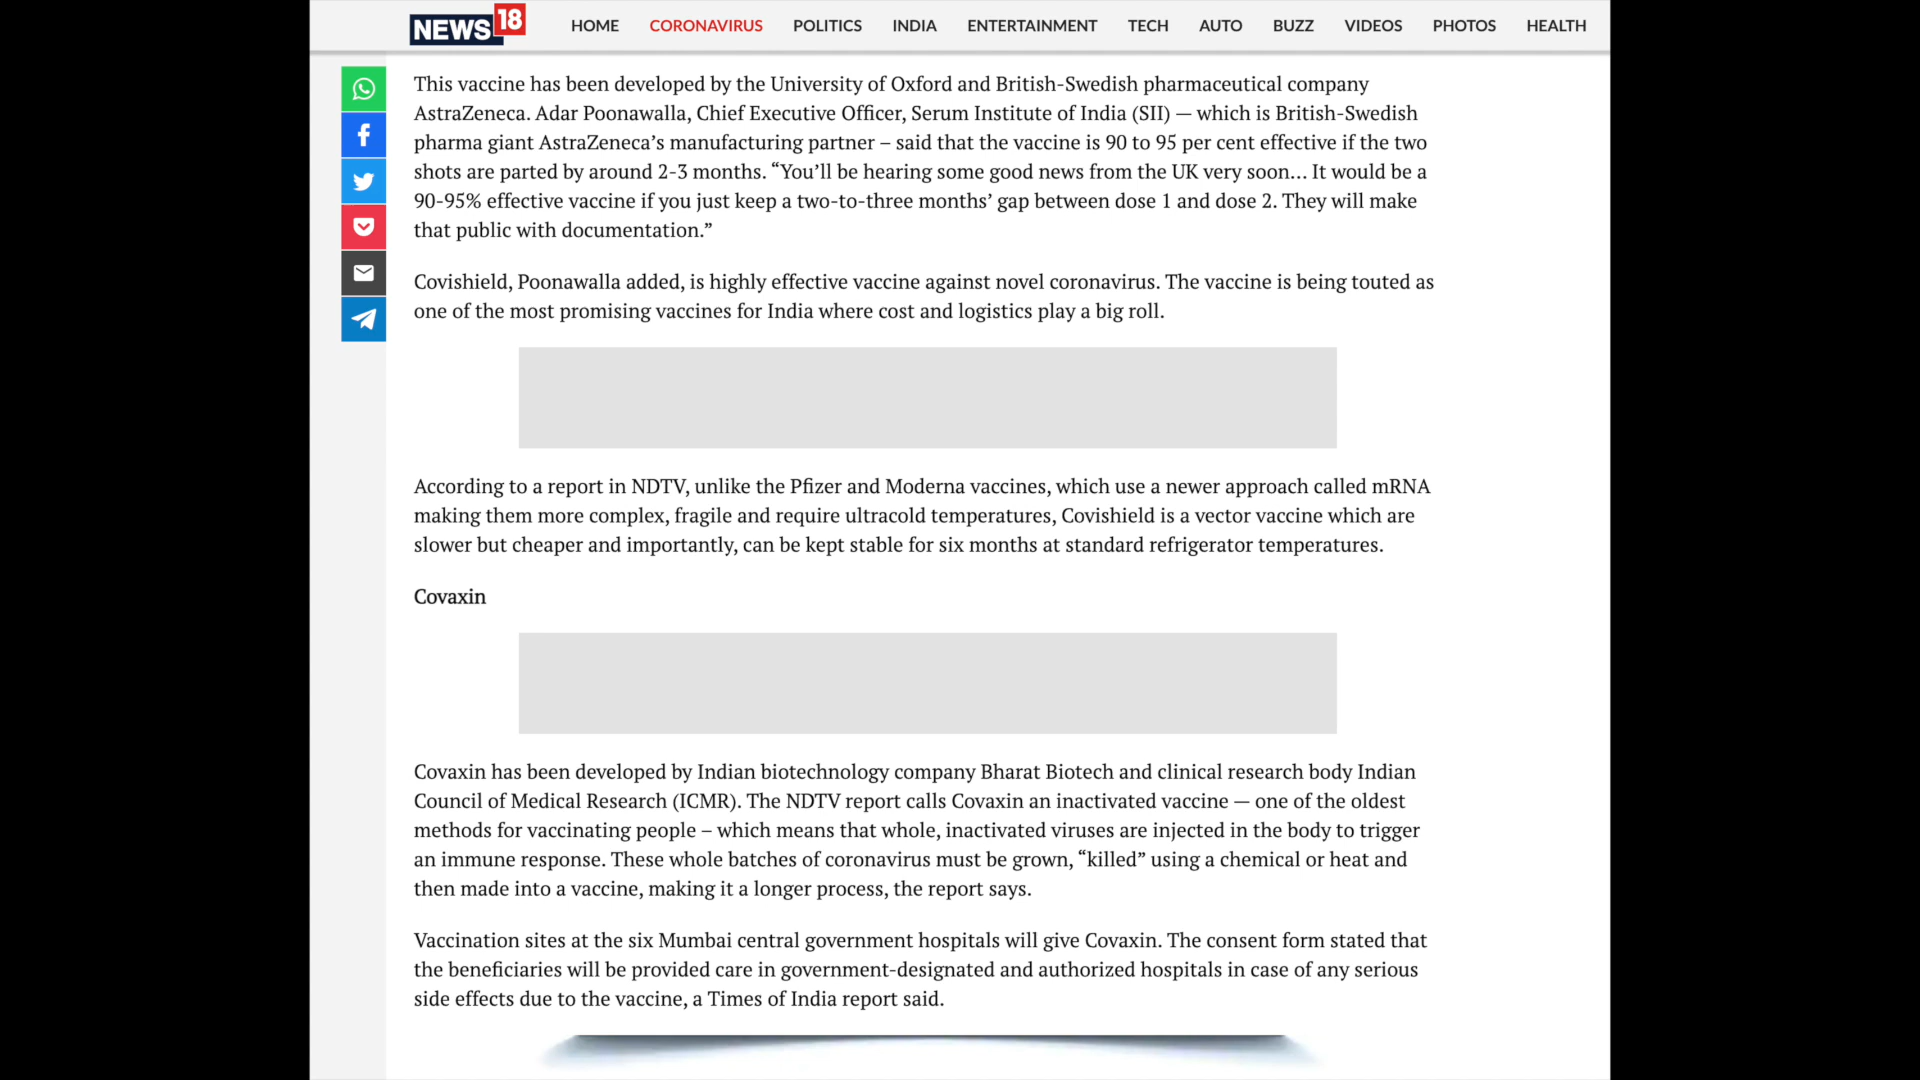 NEWS 18 HOME CORONAVIRUS POLITICS INDIA ENTERTAINMENT TECH AUTO BUZZ VIDEOS PHOTOS HEALTH
This vaccine has been developed by the University of Oxford and British-Swedish pharmaceutical company
AstraZeneca. Adar Poonawalla, Chief Executive Officer, Serum Institute of India (SII) — which is British-Swedish
pharma giant AstraZeneca’s manufacturing partner – said that the vaccine is 90 to 95 per cent effective if the two
shots are parted by around 2-3 months. “You’ll be hearing some good news from the UK very soon... It would be a
90-95% effective vaccine if you just keep a two-to-three months’ gap between dose 1 and dose 2. They will make
that public with documentation.”
Covishield, Poonawalla added, is highly effective vaccine against novel coronavirus. The vaccine is being touted as
one of the most promising vaccines for India where cost and logistics play a big roll.
According to a report in NDTV, unlike the Pfizer and Moderna vaccines, which use a newer approach called mRNA
making them more complex, fragile and require ultracold temperatures, Covishield is a vector vaccine which are
slower but cheaper and importantly, can be kept stable for six months at standard refrigerator temperatures.
Covaxin
Covaxin has been developed by Indian biotechnology company Bharat Biotech and clinical research body Indian
Council of Medical Research (ICMR). The NDTV report calls Covaxin an inactivated vaccine — one of the oldest
methods for vaccinating people – which means that whole, inactivated viruses are injected in the body to trigger
an immune response. These whole batches of coronavirus must be grown, “killed” using a chemical or heat and
then made into a vaccine, making it a longer process, the report says.
Vaccination sites at the six Mumbai central government hospitals will give Covaxin. The consent form stated that
the beneficiaries will be provided care in government-designated and authorized hospitals in case of any serious
side effects due to the vaccine, a Times of India report said.